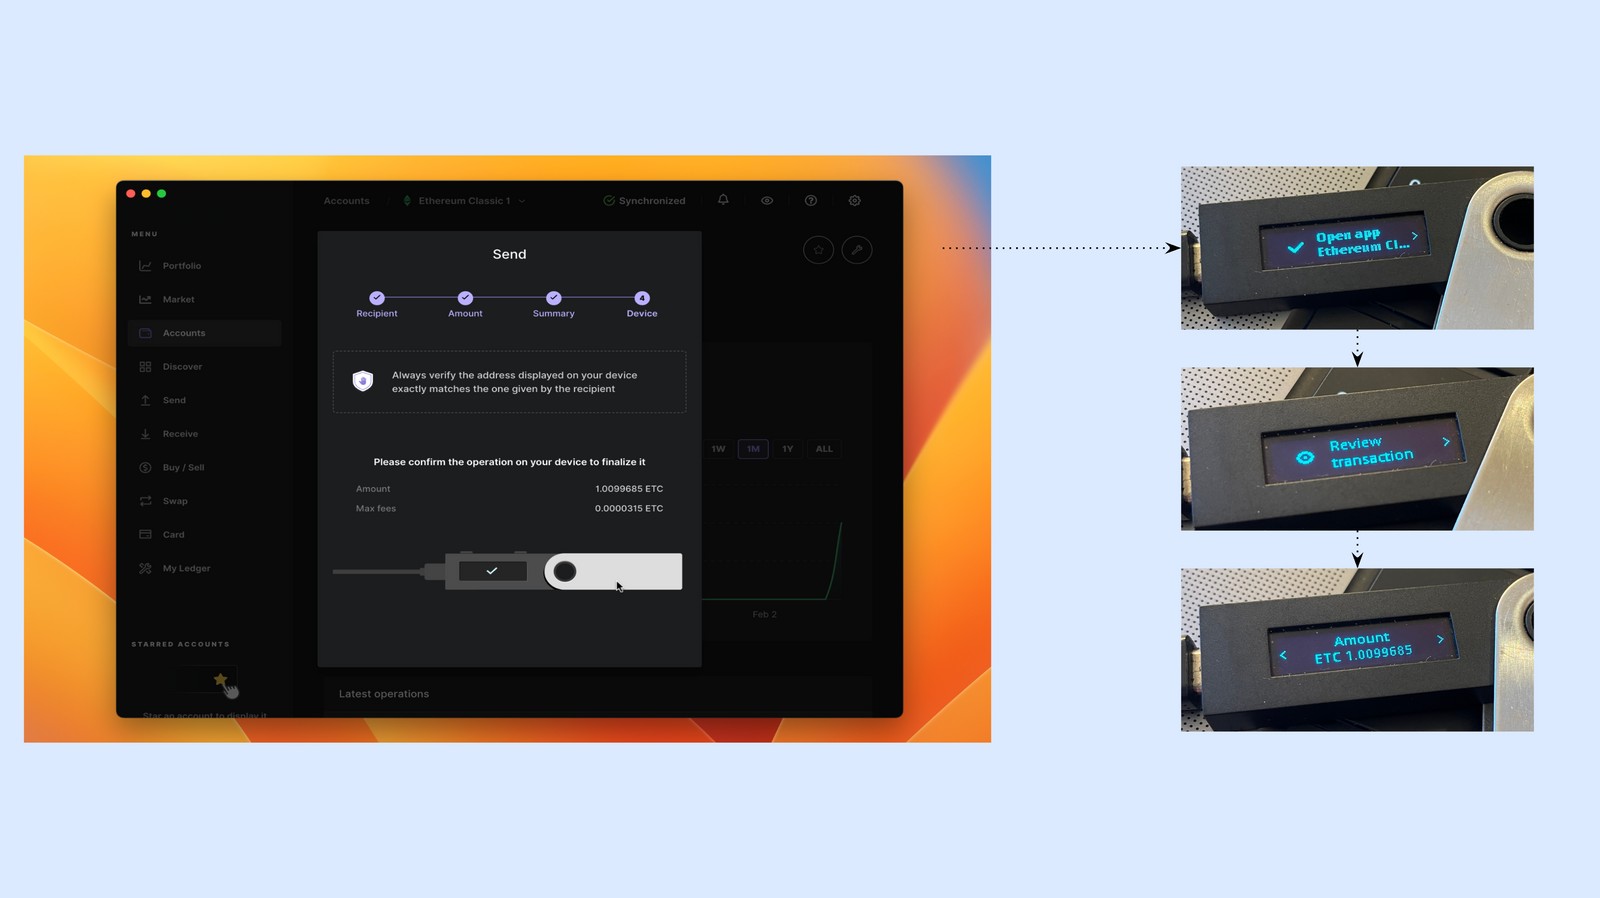 Accounts
Ethereum Classic 1
Synchronized
MENU
Portfolio
Market
Accounts
Discover
Send
Receive
Buy / Sell
Swap
Card
My Ledger
STARRED ACCOUNTS
Star an account to display it
Send
Recipient
Amount
Summary
4
Device
Always verify the address displayed on your device
exactly matches the one given by the recipient
Please confirm the operation on your device to finalize it
Amount 1.0099685 ETC
Max fees 0.0000315 ETC
1W 1M 1Y ALL
Feb 2
Latest operations
Open app
Ethereum Cl...
Review
transaction
Amount
ETC 1.0099685